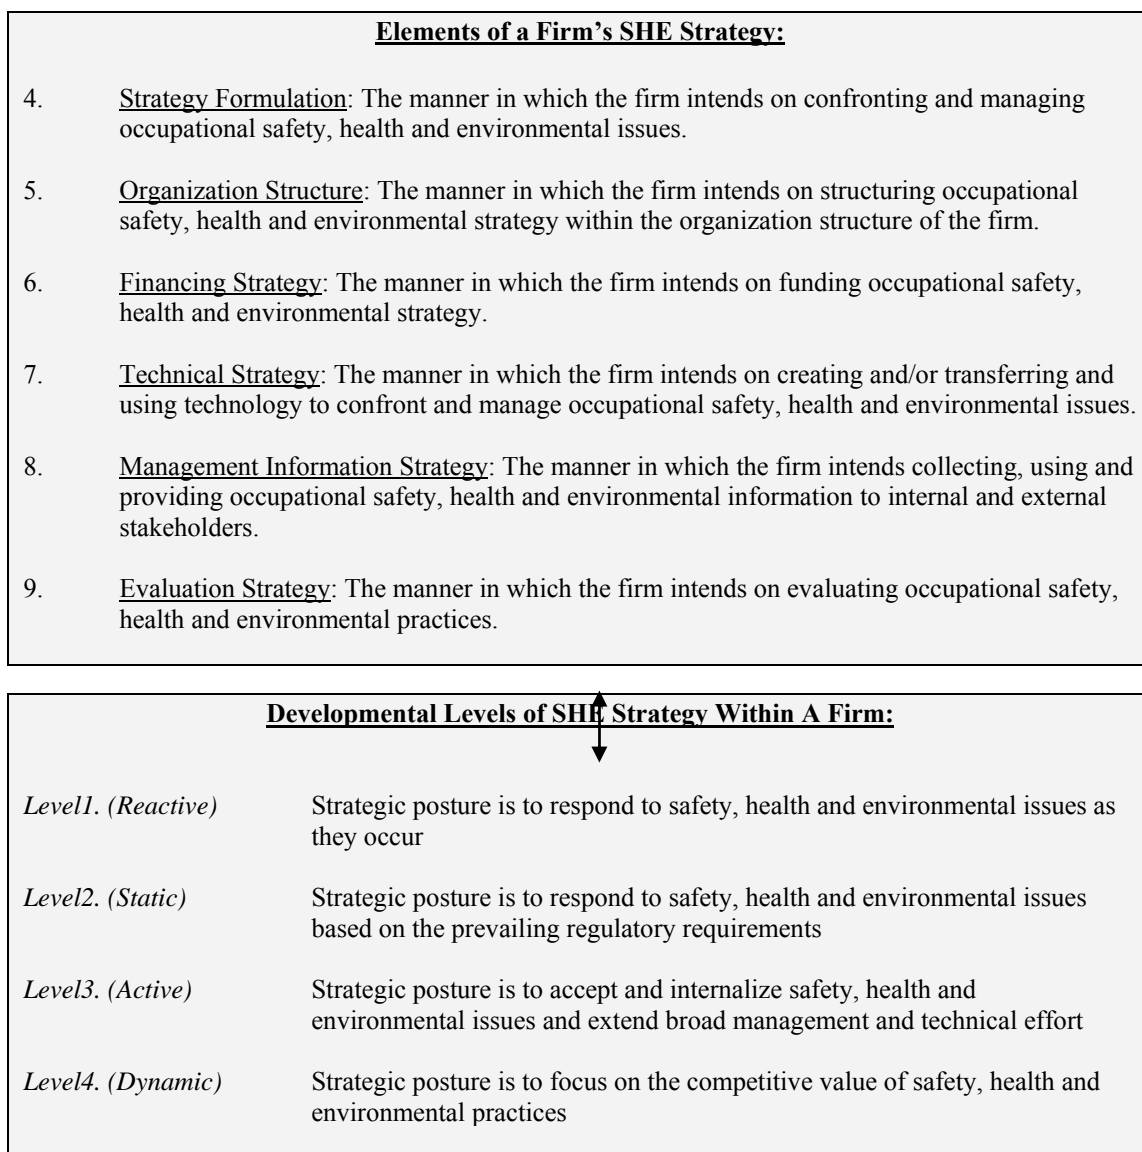 Elements of a Firm's SHE Strategy:
4. Strategy Formulation: The manner in which the firm intends on confronting and managing
occupational safety, health and environmental issues.
5. Organization Structure: The manner in which the firm intends on structuring occupational
safety, health and environmental strategy within the organization structure of the firm.
6. Financing Strategy: The manner in which the firm intends on funding occupational safety,
health and environmental strategy.
7. Technical Strategy: The manner in which the firm intends on creating and/or transferring and
using technology to confront and manage occupational safety, health and environmental issues.
8. Management Information Strategy: The manner in which the firm intends collecting, using and
providing occupational safety, health and environmental information to internal and external
stakeholders.
9. Evaluation Strategy: The manner in which the firm intends on evaluating occupational safety,
health and environmental practices.
Developmental Levels of SHE Strategy Within A Firm:
Level1. (Reactive) Strategic posture is to respond to safety, health and environmental issues as
they occur
Level2. (Static) Strategic posture is to respond to safety, health and environmental issues
based on the prevailing regulatory requirements
Level3. (Active) Strategic posture is to accept and internalize safety, health and
environmental issues and extend broad management and technical effort
Level4. (Dynamic) Strategic posture is to focus on the competitive value of safety, health and
environmental practices